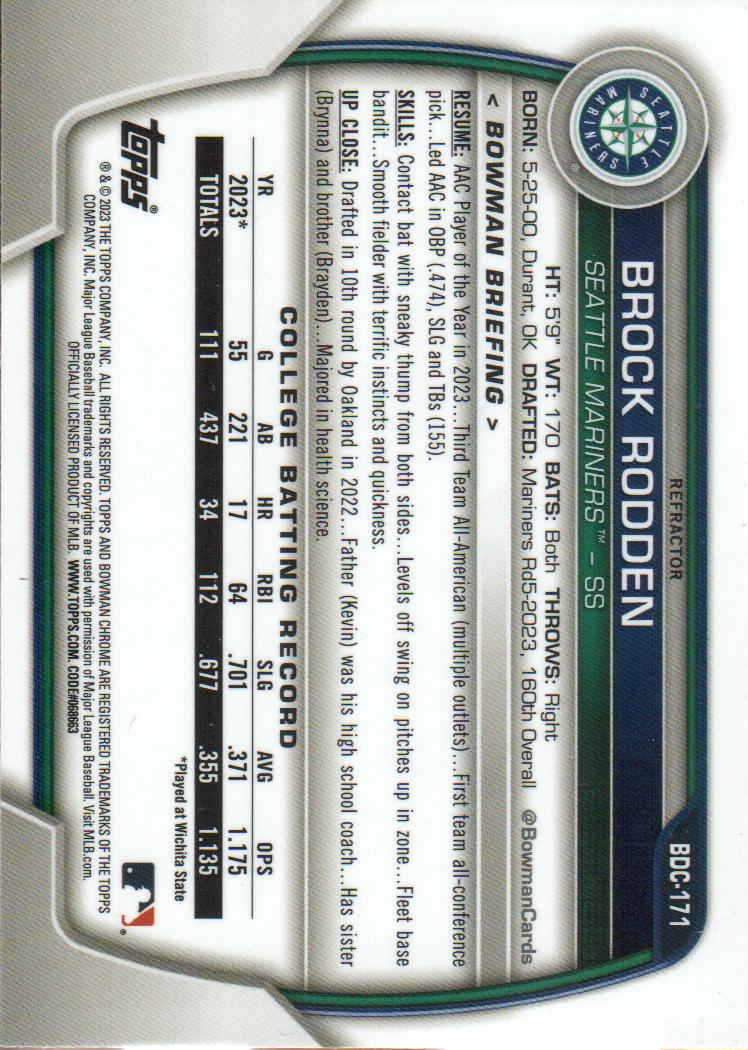 REFRACTOR
BDC-171
BROCK RODDEN
SEATTLE MARINERS™ – SS
SEATTLE MARINERS ®
HT: 5'9" WT: 170 BATS: Both THROWS: Right
BORN: 5-25-00, Durant, OK DRAFTED: Mariners Rd5-2023, 160th Overall @BowmanCards
< BOWMAN BRIEFING >
RESUME: AAC Player of the Year in 2023...Third Team All-American (multiple outlets)...First team all-conference
pick...Led AAC in OBP (.474), SLG and TBs (155).
SKILLS: Contact bat with sneaky thump from both sides...Levels off swing on pitches up in zone...Fleet base
bandit...Smooth fielder with terrific instincts and quickness.
UP CLOSE: Drafted in 10th round by Oakland in 2022...Father (Kevin) was his high school coach...Has sister
(Brynna) and brother (Brayden)...Majored in health science.
COLLEGE BATTING RECORD
YR G AB HR RBI SLG AVG OPS
2023* 55 221 17 64 .701 .371 1.175
TOTALS 111 437 34 112 .677 .355 1.135
*Played at Wichita State
topps®
® & © 2023 THE TOPPS COMPANY, INC. ALL RIGHTS RESERVED. TOPPS AND BOWMAN CHROME ARE REGISTERED TRADEMARKS OF THE TOPPS
COMPANY, INC. Major League Baseball trademarks and copyrights are used with permission of Major League Baseball. Visit MLB.com.
OFFICIALLY LICENSED PRODUCT OF MLB. WWW.TOPPS.COM. CODE#068663
®